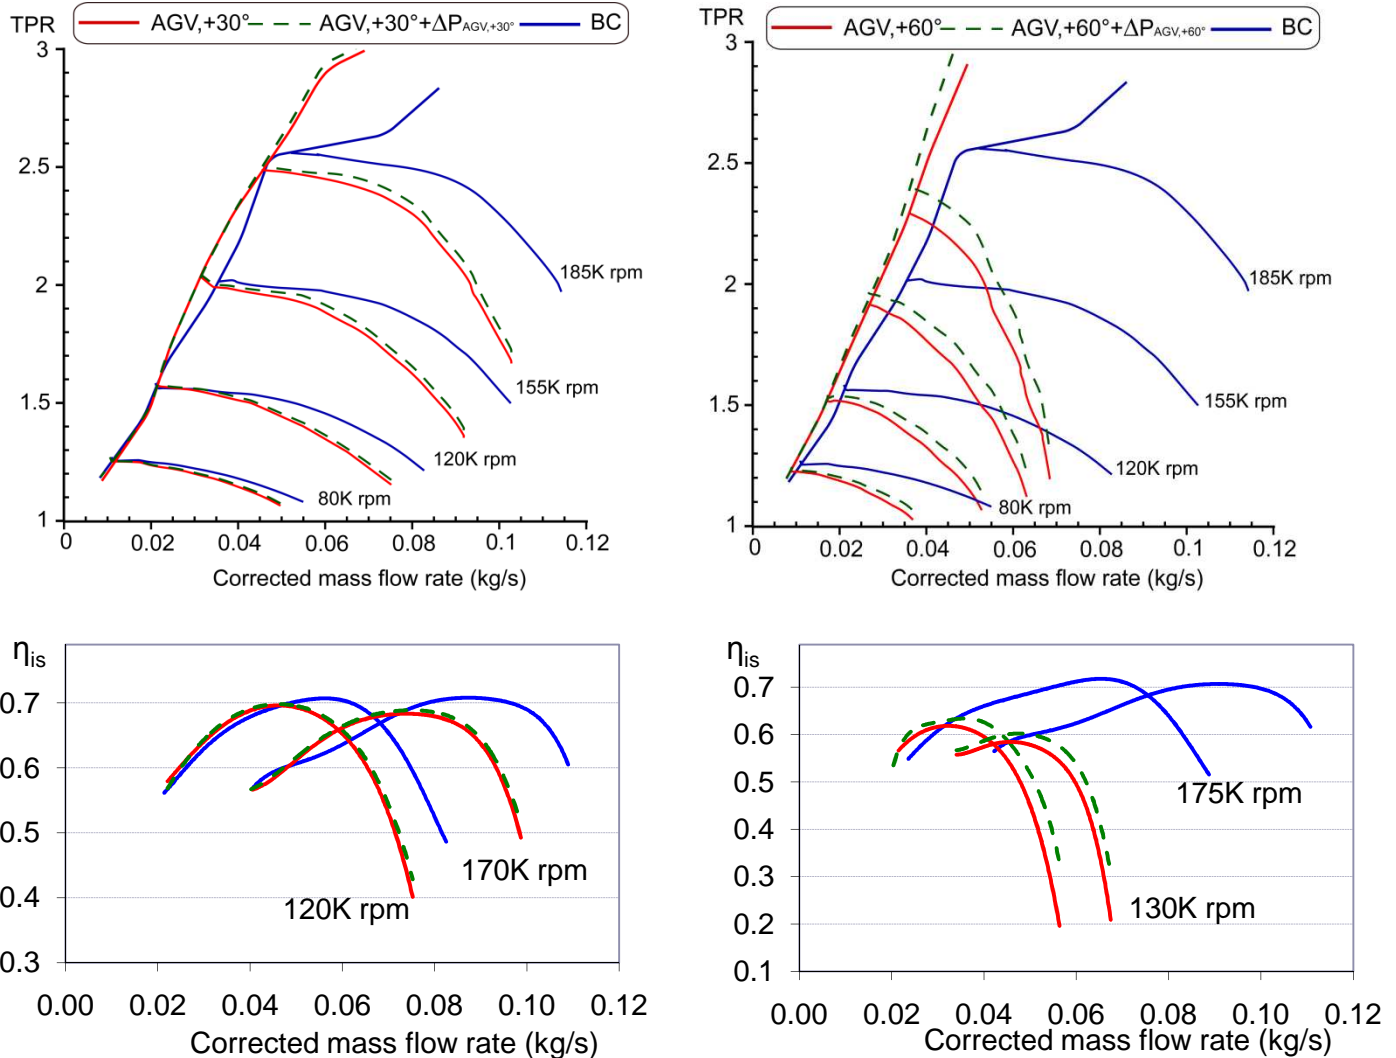 TPR
AGV,+30° AGV,+30°+ΔPAGV,+30° BC
3
2.5
2
1.5
1
185K rpm
155K rpm
120K rpm
80K rpm
0 0.02 0.04 0.06 0.08 0.1 0.12
Corrected mass flow rate (kg/s)
TPR
AGV,+60° AGV,+60°+ΔPAGV,+60° BC
3
2.5
2
1.5
1
185K rpm
155K rpm
120K rpm
80K rpm
0 0.02 0.04 0.06 0.08 0.1 0.12
Corrected mass flow rate (kg/s)
ηis
0.7
0.6
0.5
0.4
0.3
170K rpm
120K rpm
0.00 0.02 0.04 0.06 0.08 0.10 0.12
Corrected mass flow rate (kg/s)
ηis
0.7
0.6
0.5
0.4
0.3
0.2
0.1
175K rpm
130K rpm
0.00 0.02 0.04 0.06 0.08 0.10 0.12
Corrected mass flow rate (kg/s)